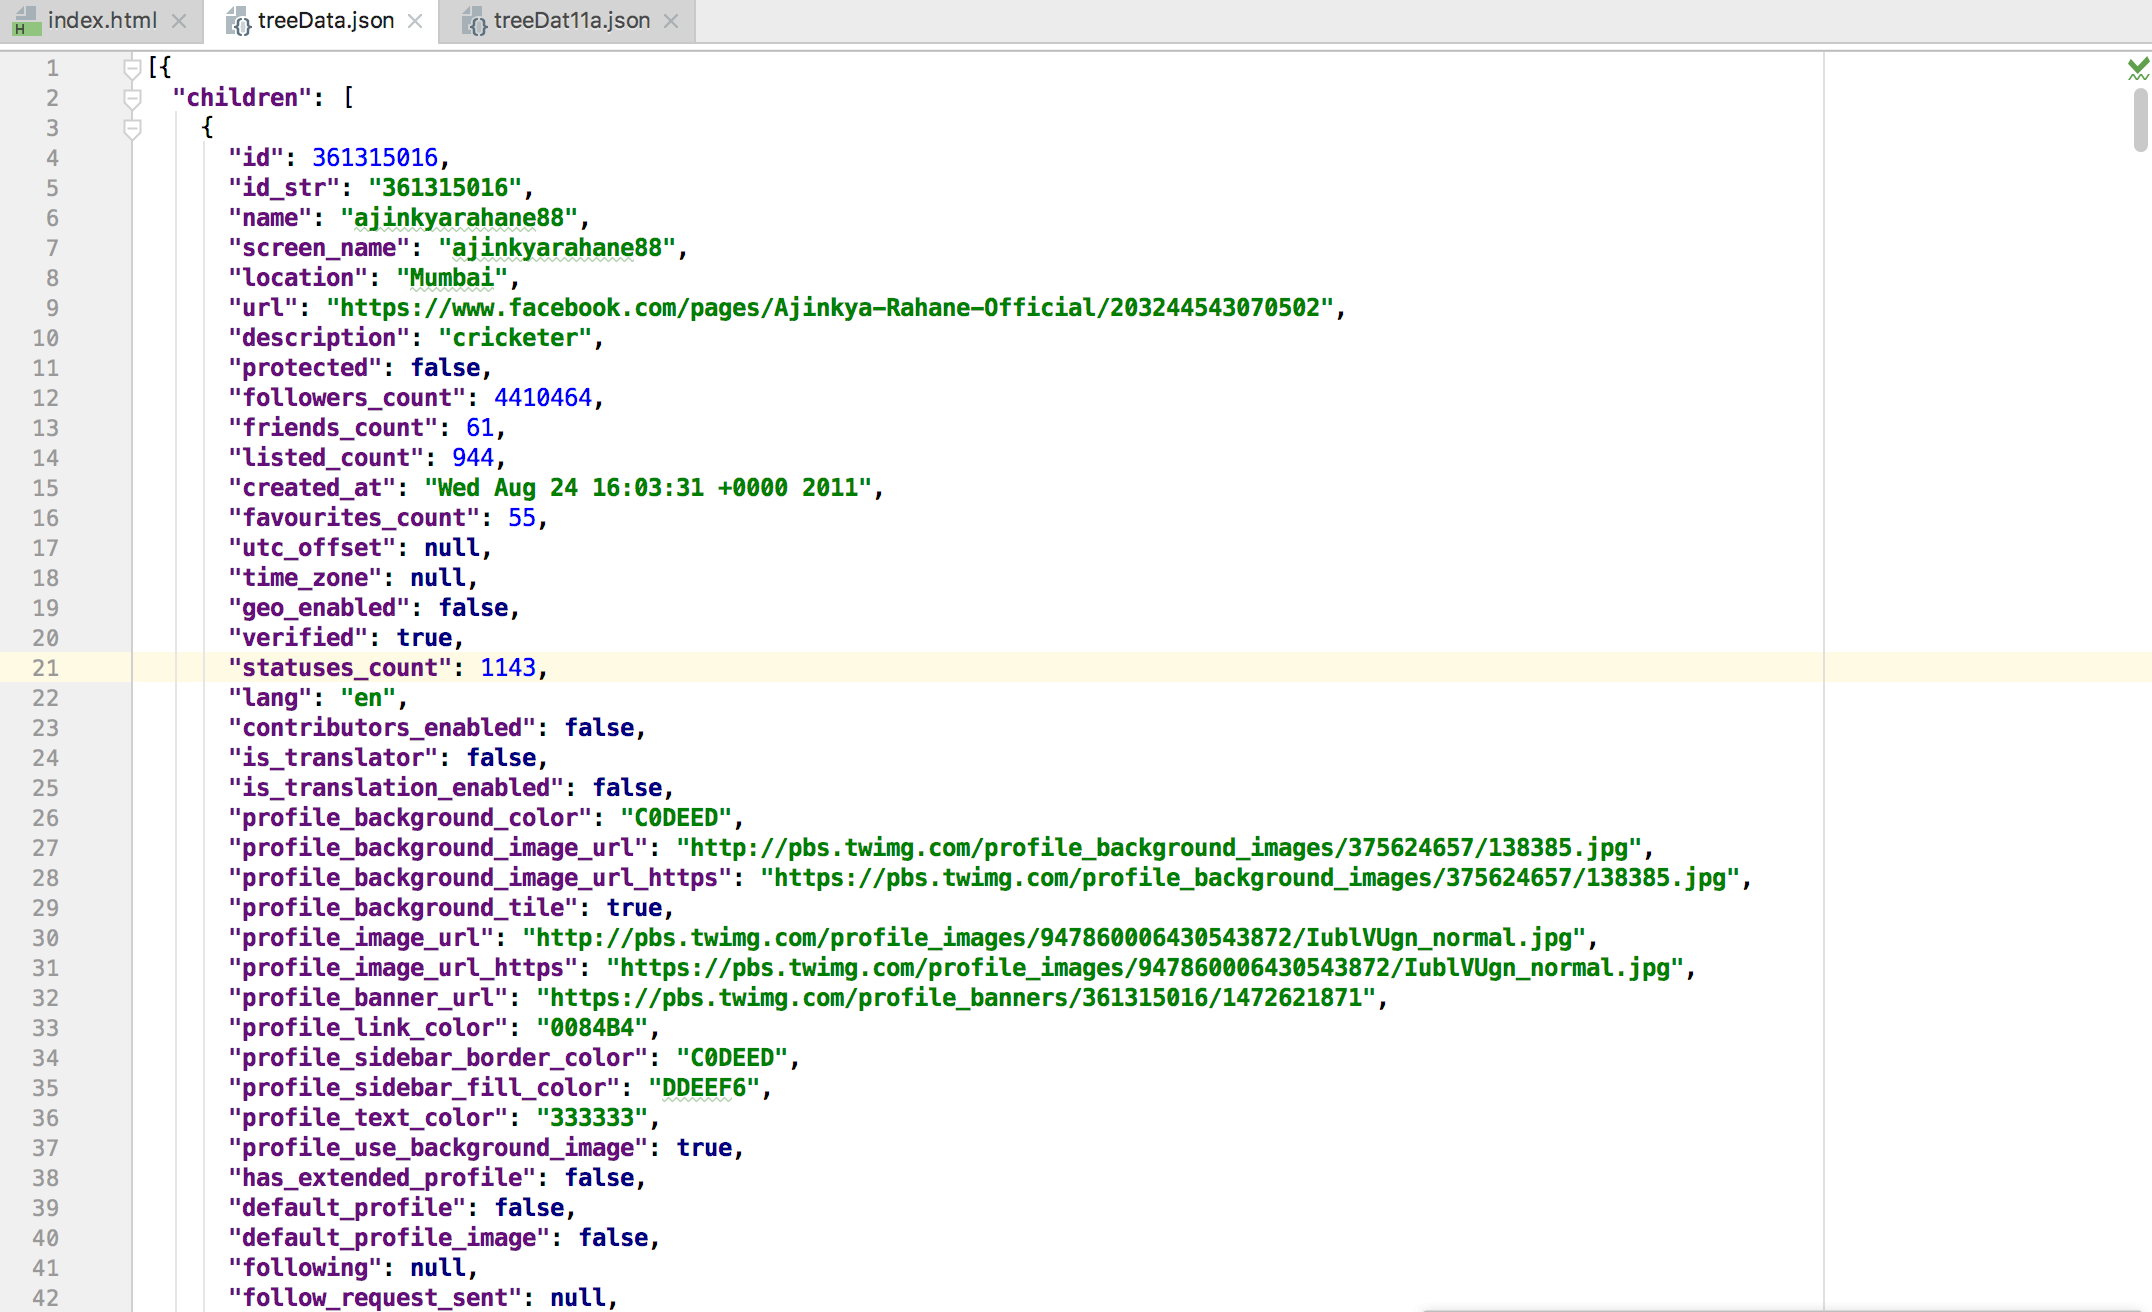 index.html
treeData.json
treeDat11a.json
1 [{
2 "children": [
3 {
4 "id": 361315016,
5 "id_str": "361315016",
6 "name": "ajinkyarahane88",
7 "screen_name": "ajinkyarahane88",
8 "location": "Mumbai",
9 "url": "https://www.facebook.com/pages/Ajinkya-Rahane-Official/203244543070502",
10 "description": "cricketer",
11 "protected": false,
12 "followers_count": 4410464,
13 "friends_count": 61,
14 "listed_count": 944,
15 "created_at": "Wed Aug 24 16:03:31 +0000 2011",
16 "favourites_count": 55,
17 "utc_offset": null,
18 "time_zone": null,
19 "geo_enabled": false,
20 "verified": true,
21 "statuses_count": 1143,
22 "lang": "en",
23 "contributors_enabled": false,
24 "is_translator": false,
25 "is_translation_enabled": false,
26 "profile_background_color": "C0DEED",
27 "profile_background_image_url": "http://pbs.twimg.com/profile_background_images/375624657/138385.jpg",
28 "profile_background_image_url_https": "https://pbs.twimg.com/profile_background_images/375624657/138385.jpg",
29 "profile_background_tile": true,
30 "profile_image_url": "http://pbs.twimg.com/profile_images/947860006430543872/IublVUgn_normal.jpg",
31 "profile_image_url_https": "https://pbs.twimg.com/profile_images/947860006430543872/IublVUgn_normal.jpg",
32 "profile_banner_url": "https://pbs.twimg.com/profile_banners/361315016/1472621871",
33 "profile_link_color": "0084B4",
34 "profile_sidebar_border_color": "C0DEED",
35 "profile_sidebar_fill_color": "DDEEF6",
36 "profile_text_color": "333333",
37 "profile_use_background_image": true,
38 "has_extended_profile": false,
39 "default_profile": false,
40 "default_profile_image": false,
41 "following": null,
42 "follow_request_sent": null,